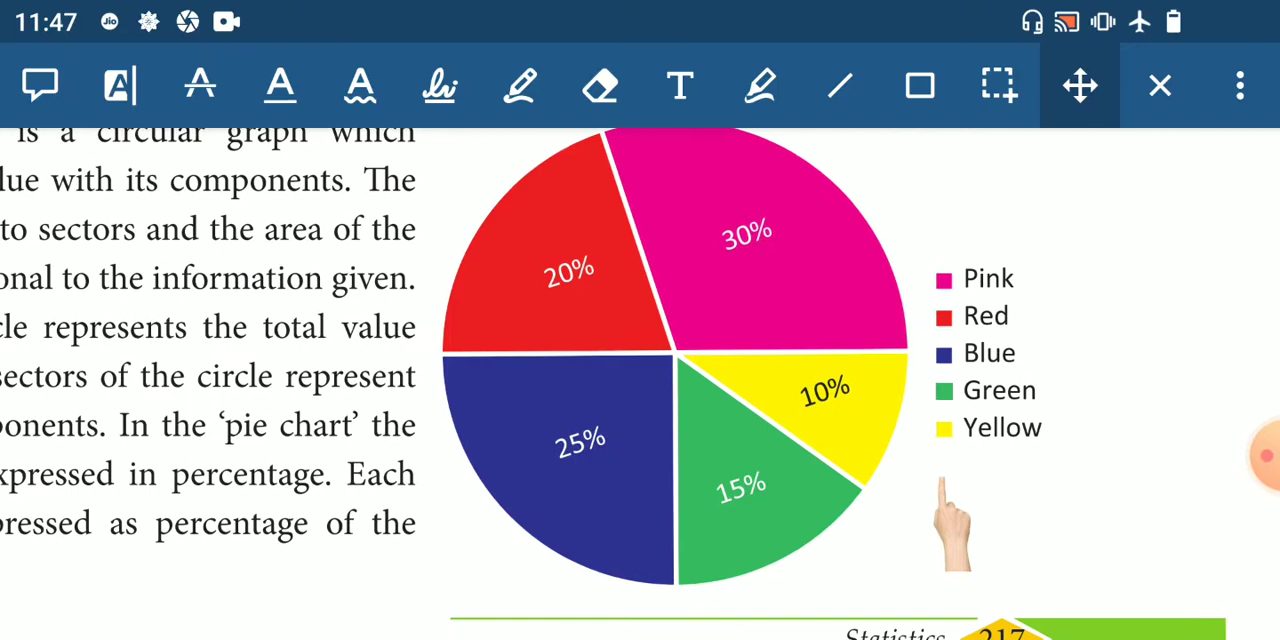 11:47
Jio
is a circular graph which
lue with its components. The
to sectors and the area of the
onal to the information given.
cle represents the total value
sectors of the circle represent
ponents. In the ‘pie chart’ the
xpressed in percentage. Each
pressed as percentage of the
30%
20%
10%
25%
15%
Pink
Red
Blue
Green
Yellow
Statistics 217